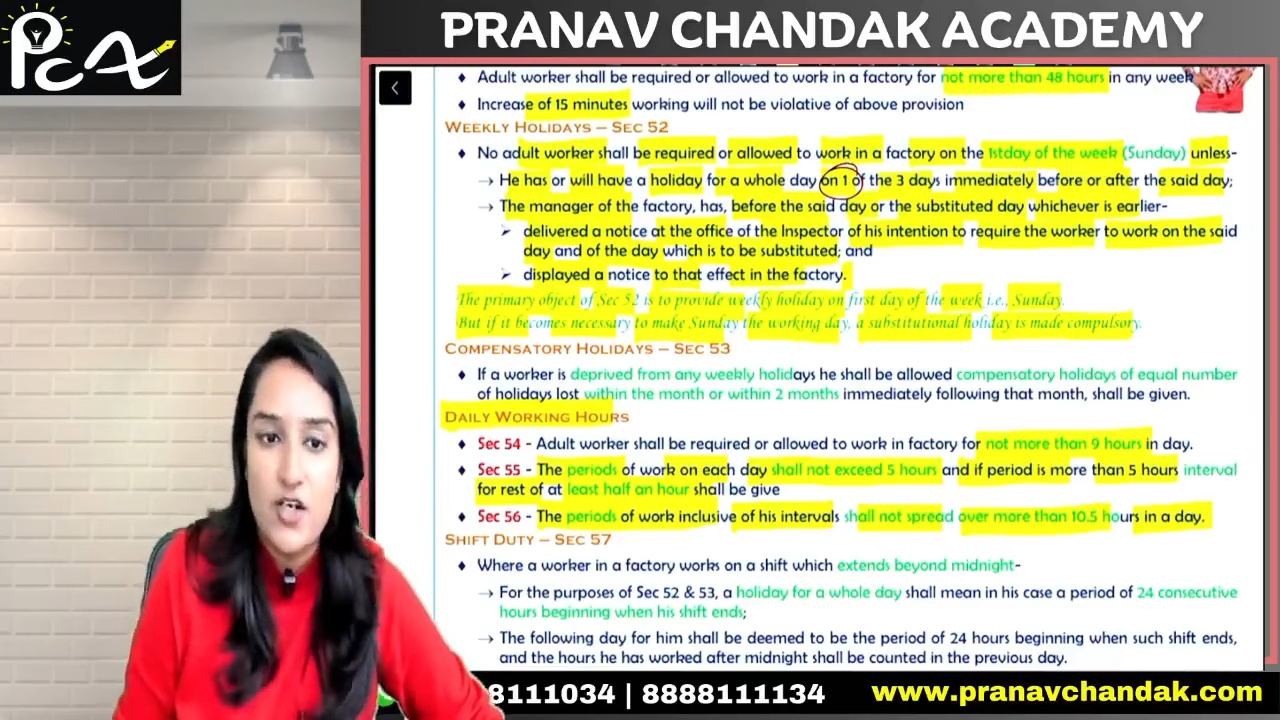 PCA
PRANAV CHANDAK ACADEMY
♦ Adult worker shall be required or allowed to work in a factory for not more than 48 hours in any week
♦ Increase of 15 minutes working will not be violative of above provision
WEEKLY HOLIDAYS – SEC 52
♦ No adult worker shall be required or allowed to work in a factory on the 1stday of the week (Sunday) unless-
→ He has or will have a holiday for a whole day on 1 of the 3 days immediately before or after the said day;
→ The manager of the factory, has, before the said day or the substituted day whichever is earlier-
➢ delivered a notice at the office of the Inspector of his intention to require the worker to work on the said
day and of the day which is to be substituted; and
➢ displayed a notice to that effect in the factory.
The primary object of Sec 52 is to provide weekly holiday on first day of the week i.e., Sunday.
But if it becomes necessary to make Sunday the working day, a substitutional holiday is made compulsory.
COMPENSATORY HOLIDAYS – SEC 53
♦ If a worker is deprived from any weekly holidays he shall be allowed compensatory holidays of equal number
of holidays lost within the month or within 2 months immediately following that month, shall be given.
DAILY WORKING HOURS
♦ Sec 54 - Adult worker shall be required or allowed to work in factory for not more than 9 hours in day.
♦ Sec 55 - The periods of work on each day shall not exceed 5 hours and if period is more than 5 hours interval
for rest of at least half an hour shall be give
♦ Sec 56 - The periods of work inclusive of his intervals shall not spread over more than 10.5 hours in a day.
SHIFT DUTY – SEC 57
♦ Where a worker in a factory works on a shift which extends beyond midnight-
→ For the purposes of Sec 52 & 53, a holiday for a whole day shall mean in his case a period of 24 consecutive
hours beginning when his shift ends;
→ The following day for him shall be deemed to be the period of 24 hours beginning when such shift ends,
and the hours he has worked after midnight shall be counted in the previous day.
8111034 | 8888111134
www.pranavchandak.com